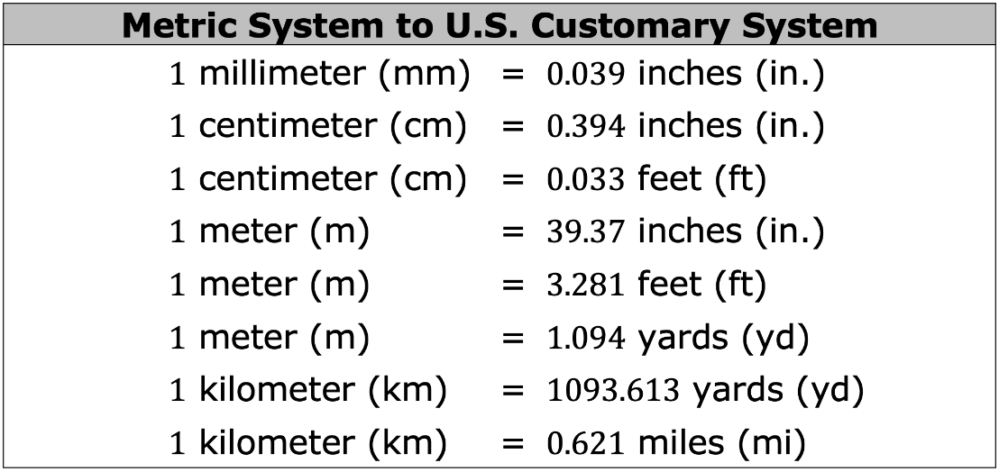 Metric System to U.S. Customary System
1 millimeter (mm) = 0.039 inches (in.)
1 centimeter (cm) = 0.394 inches (in.)
1 centimeter (cm) = 0.033 feet (ft)
1 meter (m) = 39.37 inches (in.)
1 meter (m) = 3.281 feet (ft)
1 meter (m) = 1.094 yards (yd)
1 kilometer (km) = 1093.613 yards (yd)
1 kilometer (km) = 0.621 miles (mi)